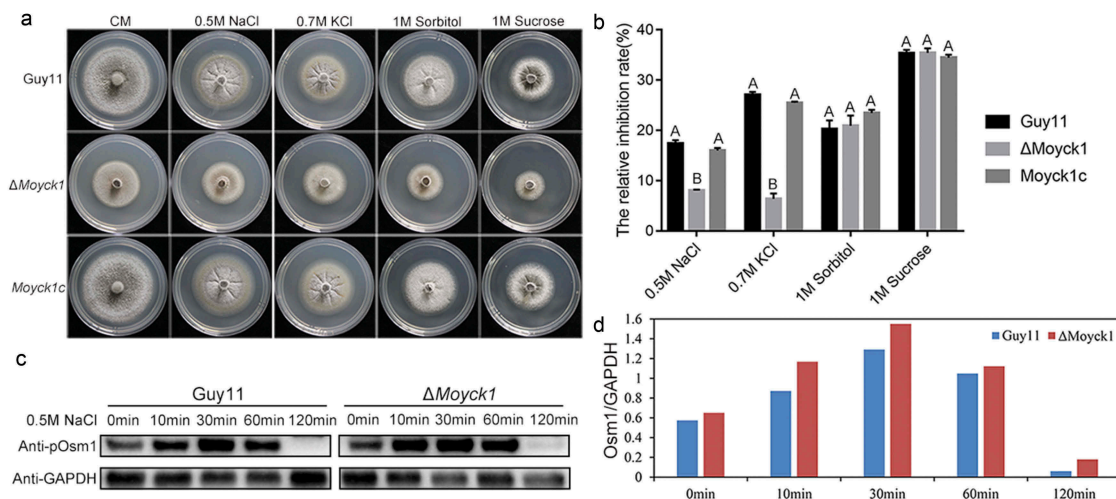 a
CM 0.5M NaCl 0.7M KCl 1M Sorbitol 1M Sucrose
Guy11
ΔMoyck1
Moyck1c
b
The relative inhibition rate(%)
40
30
20
10
0
A B A A B A A A A A A A
0.5M NaCl 0.7M KCl 1M Sorbitol 1M Sucrose
Guy11
ΔMoyck1
Moyck1c
c
Guy11 ΔMoyck1
0.5M NaCl 0min 10min 30min 60min 120min 0min 10min 30min 60min 120min
Anti-pOsm1
Anti-GAPDH
d
Osm1/GAPDH
1.6
1.4
1.2
1
0.8
0.6
0.4
0.2
0
Guy11 ΔMoyck1
0min 10min 30min 60min 120min